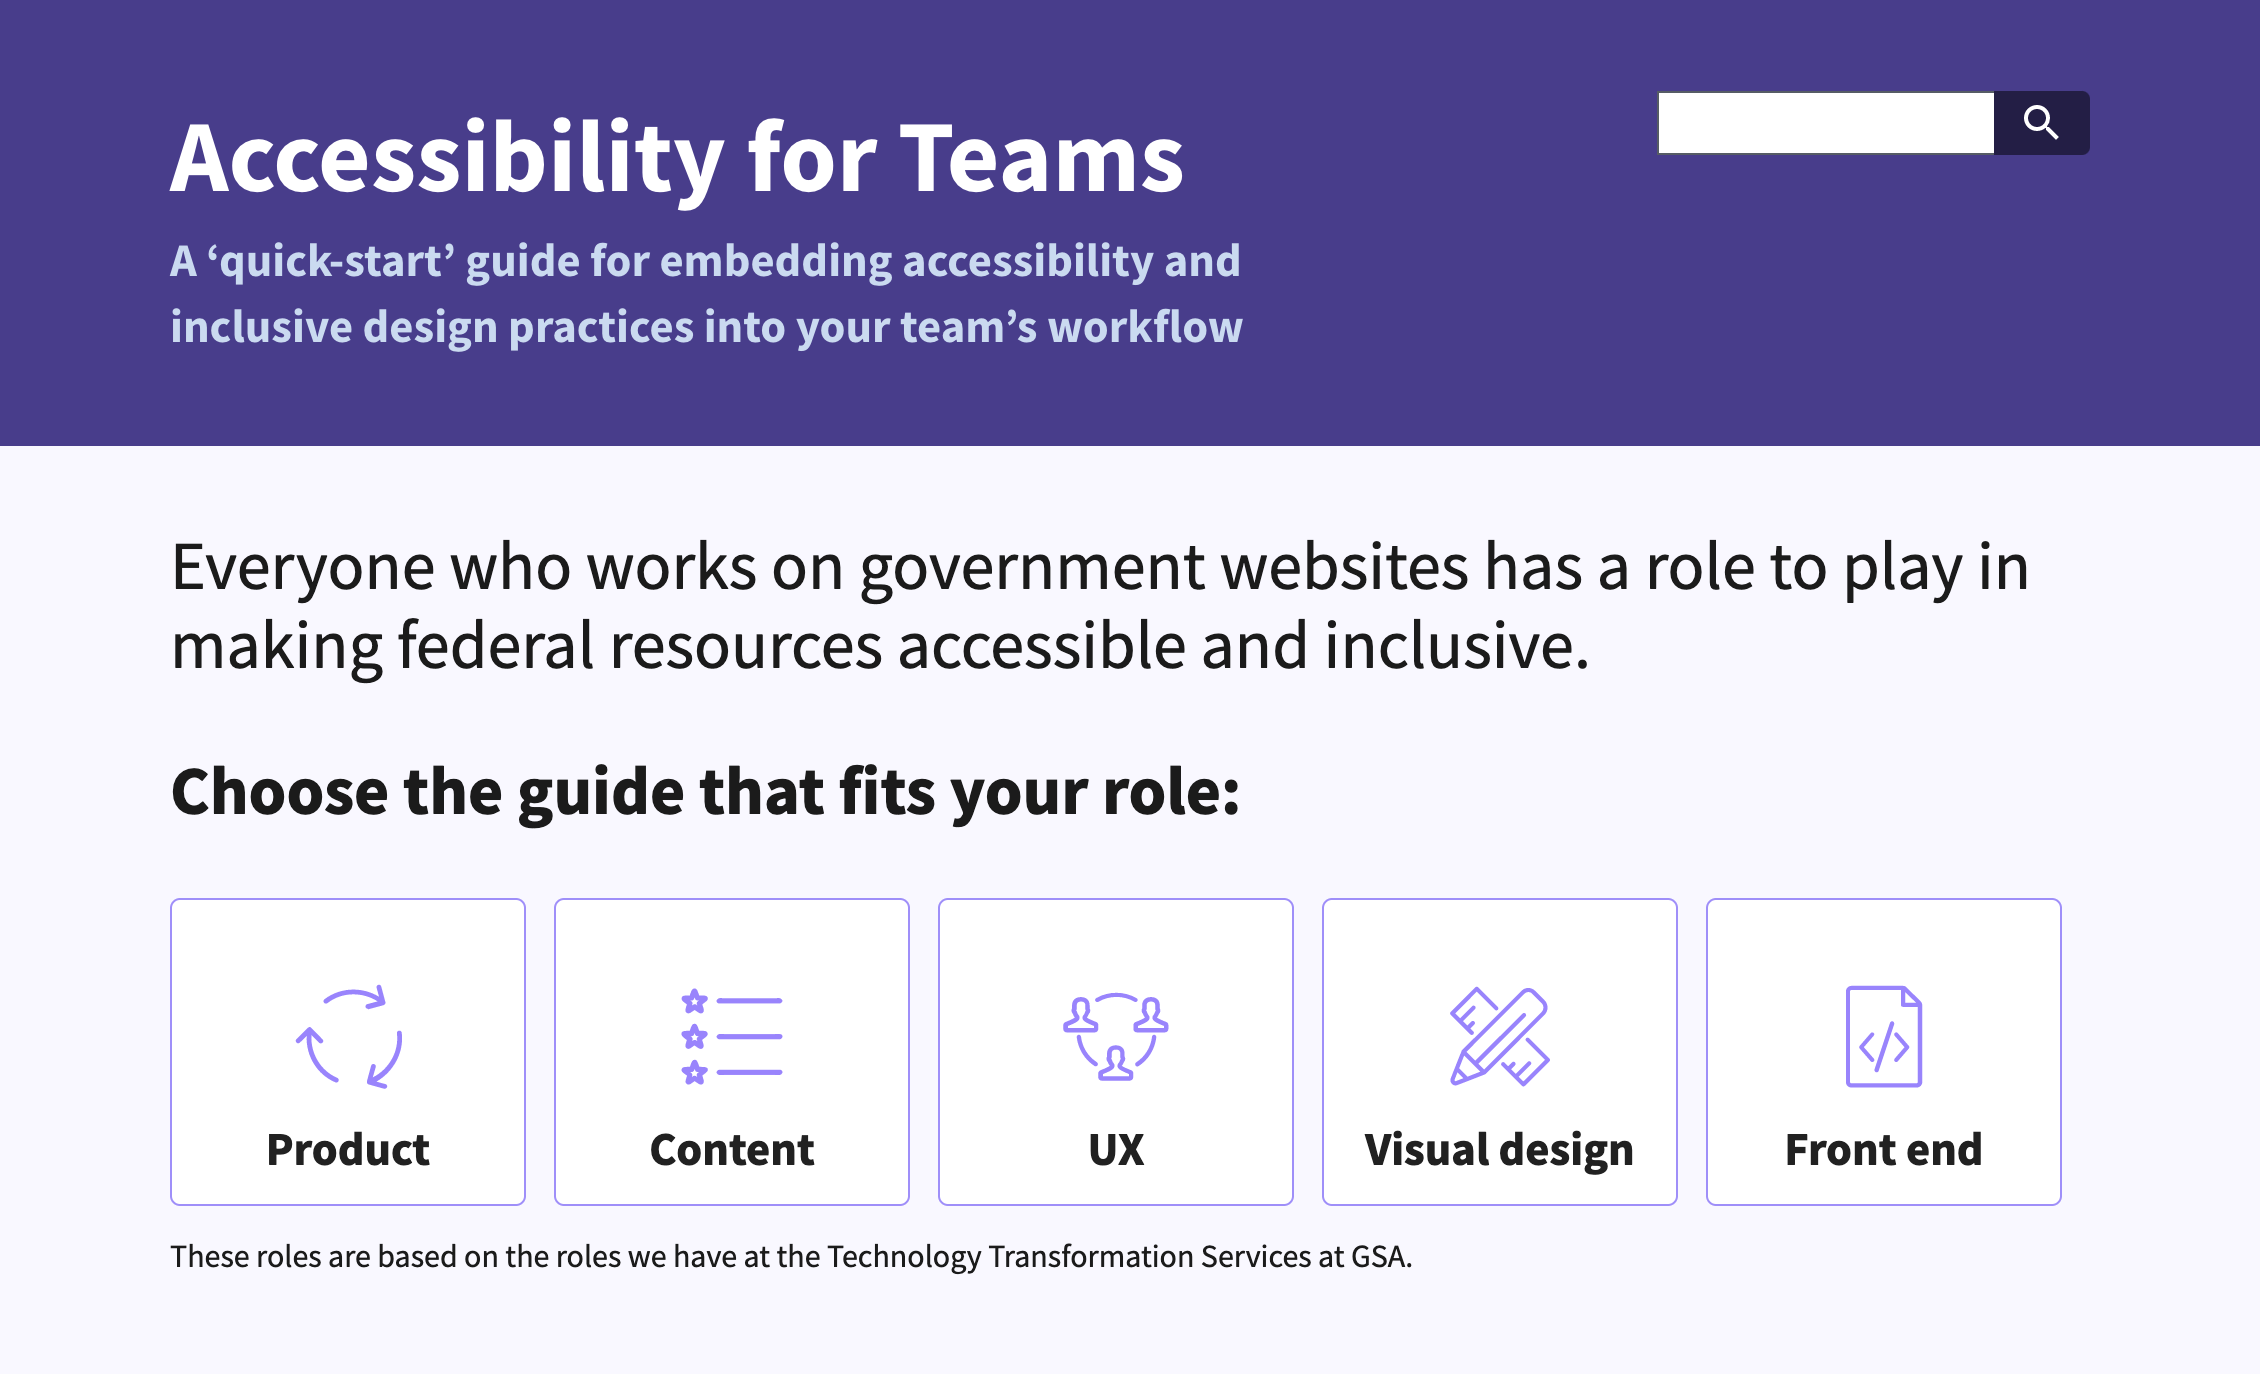 Accessibility for Teams
A ‘quick-start’ guide for embedding accessibility and
inclusive design practices into your team’s workflow
Everyone who works on government websites has a role to play in
making federal resources accessible and inclusive.
Choose the guide that fits your role:
Product
Content
UX
Visual design
Front end
These roles are based on the roles we have at the Technology Transformation Services at GSA.